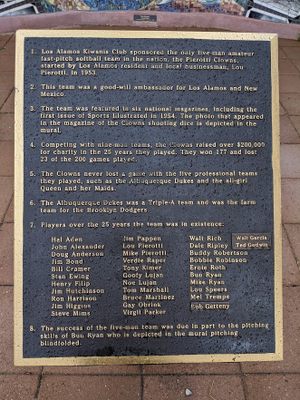 1. Los Alamos Kiwanis Club sponsored the only five-man amateur
fast-pitch softball team in the nation, the Pierotti Clowns,
started by Los Alamos resident and local businessman, Lou
Pierotti, in 1953.
2. This team was a good-will ambassador for Los Alamos and New
Mexico.
3. The team was featured in six national magazines, including the
first issue of Sports Illustrated in 1954. The photo that appeared
in the magazine of the Clowns shooting dice is depicted in the
mural.
4. Competing with nine-man teams, the Clowns raised over $200,000
for charity in the 25 years they played. They won 177 and lost
23 of the 200 games played.
5. The Clowns never lost a game with the five professional teams
they played, such as the Albuquerque Dukes and the all-girl
Queen and her Maids.
6. The Albuquerque Dukes was a Triple-A team and was the farm
team for the Brooklyn Dodgers.
7. Players over the 25 years the team was in existence:
Hal Aden Jim Pappen Walt Rich Walt Garcia
John Alexander Lou Pierotti Dale Ripley Ted Godwin
Doug Anderson Mike Pierotti Buddy Robertson
Jim Bond Verdie Raper Bobbie Robinson
Bill Cramer Tony Kimer Ernie Roth
Stan Ewing Goofy Lujan Bun Ryan
Henry Filip Noe Lujan Mike Ryan
Jim Hutchinson Jim Marshall Lou Speers
Ron Harrison Bruce Martinez Mel Tremps
Jim Higgins Gay Obrink Bob Gatteny
Steve Mims Virgil Parker
8. The success of the five-man team was due in part to the pitching
skills of Bun Ryan who is depicted in the mural pitching
blindfolded.